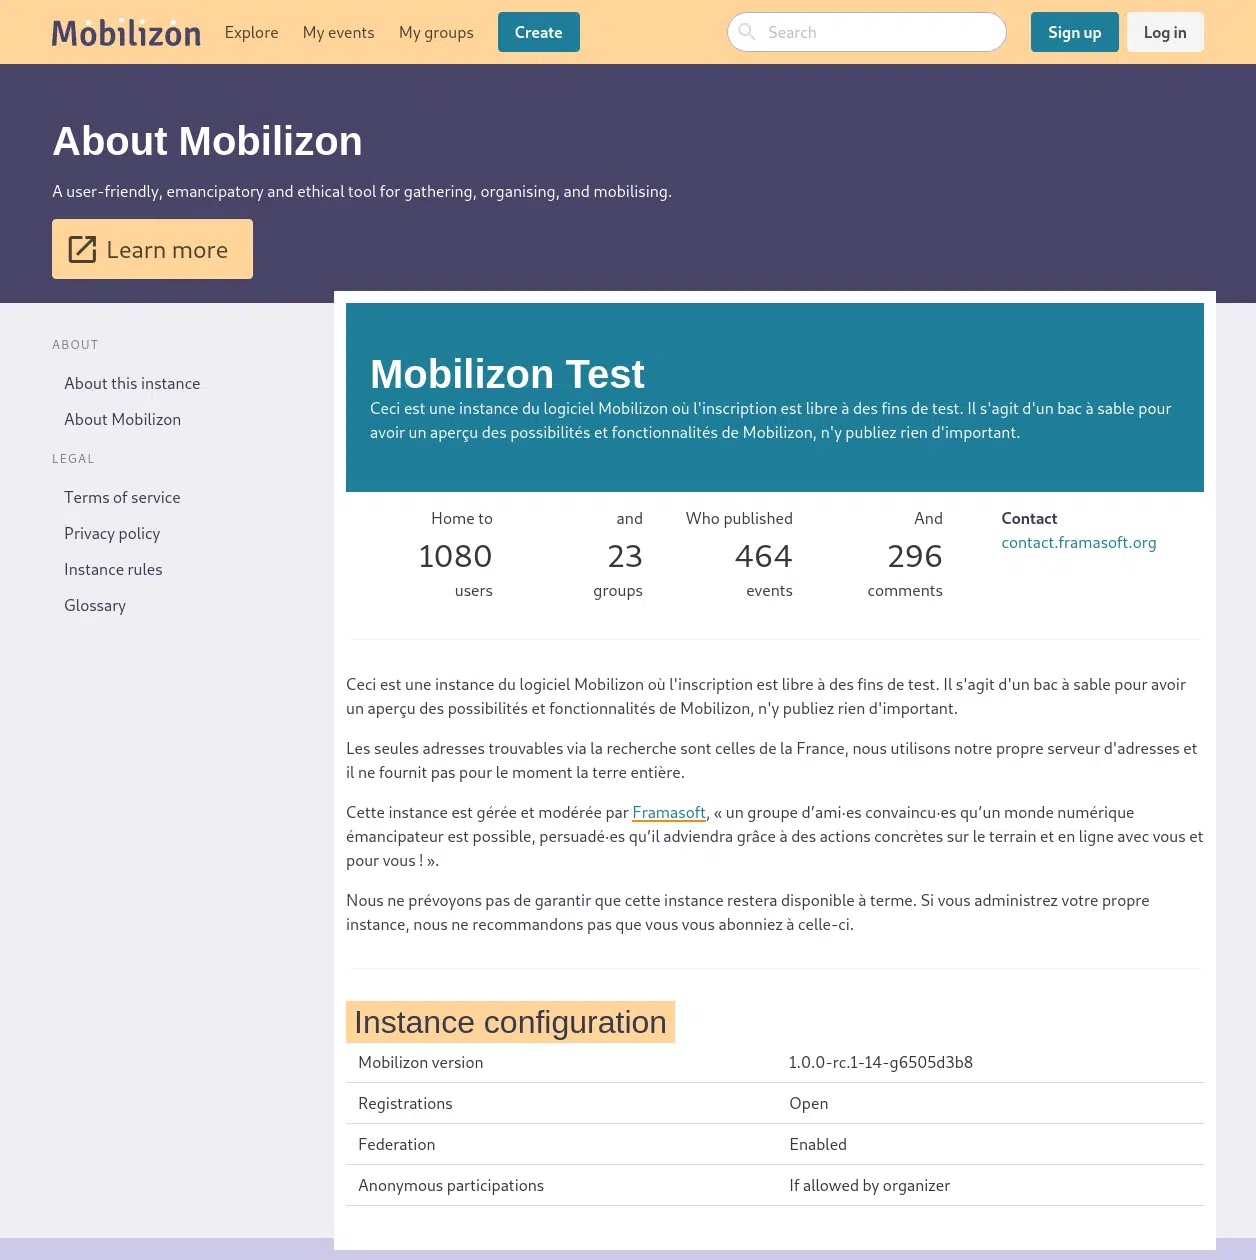 Mobilizon Explore My events My groups Create Search Sign up Log in
About Mobilizon
A user-friendly, emancipatory and ethical tool for gathering, organising, and mobilising.
Learn more
ABOUT
About this instance
About Mobilizon
LEGAL
Terms of service
Privacy policy
Instance rules
Glossary
Mobilizon Test
Ceci est une instance du logiciel Mobilizon où l'inscription est libre à des fins de test. Il s'agit d'un bac à sable pour
avoir un aperçu des possibilités et fonctionnalités de Mobilizon, n'y publiez rien d'important.
Home to
1080
users
and
23
groups
Who published
464
events
And
296
comments
Contact
contact.framasoft.org
Ceci est une instance du logiciel Mobilizon où l'inscription est libre à des fins de test. Il s'agit d'un bac à sable pour avoir
un aperçu des possibilités et fonctionnalités de Mobilizon, n'y publiez rien d'important.
Les seules adresses trouvables via la recherche sont celles de la France, nous utilisons notre propre serveur d'adresses et
il ne fournit pas pour le moment la terre entière.
Cette instance est gérée et modérée par Framasoft, « un groupe d’ami·es convaincu·es qu’un monde numérique
émancipateur est possible, persuadé·es qu’il adviendra grâce à des actions concrètes sur le terrain et en ligne avec vous et
pour vous ! ».
Nous ne prévoyons pas de garantir que cette instance restera disponible à terme. Si vous administrez votre propre
instance, nous ne recommandons pas que vous vous abonniez à celle-ci.
Instance configuration
Mobilizon version 1.0.0-rc.1-14-g6505d3b8
Registrations Open
Federation Enabled
Anonymous participations If allowed by organizer